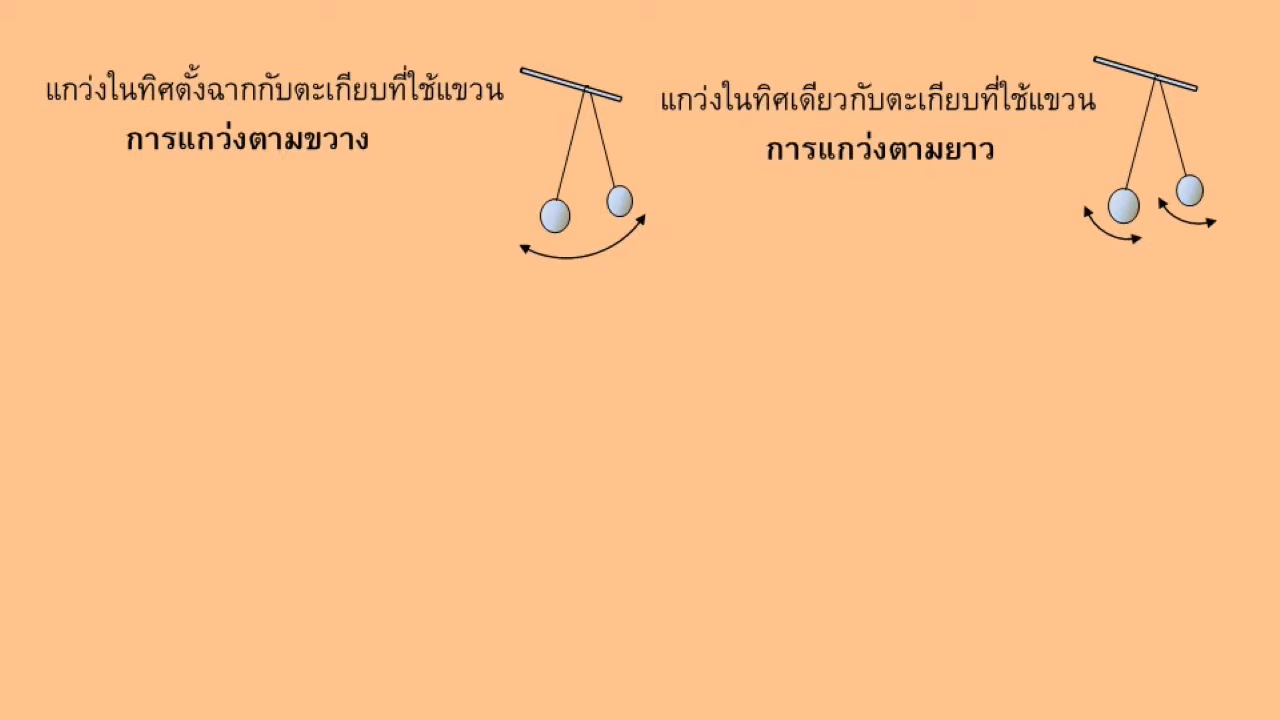 แกว่งในทิศตั้งฉากกับตะเกียบที่ใช้แขวน
การแกว่งตามขวาง
แกว่งในทิศเดียวกับตะเกียบที่ใช้แขวน
การแกว่งตามยาว